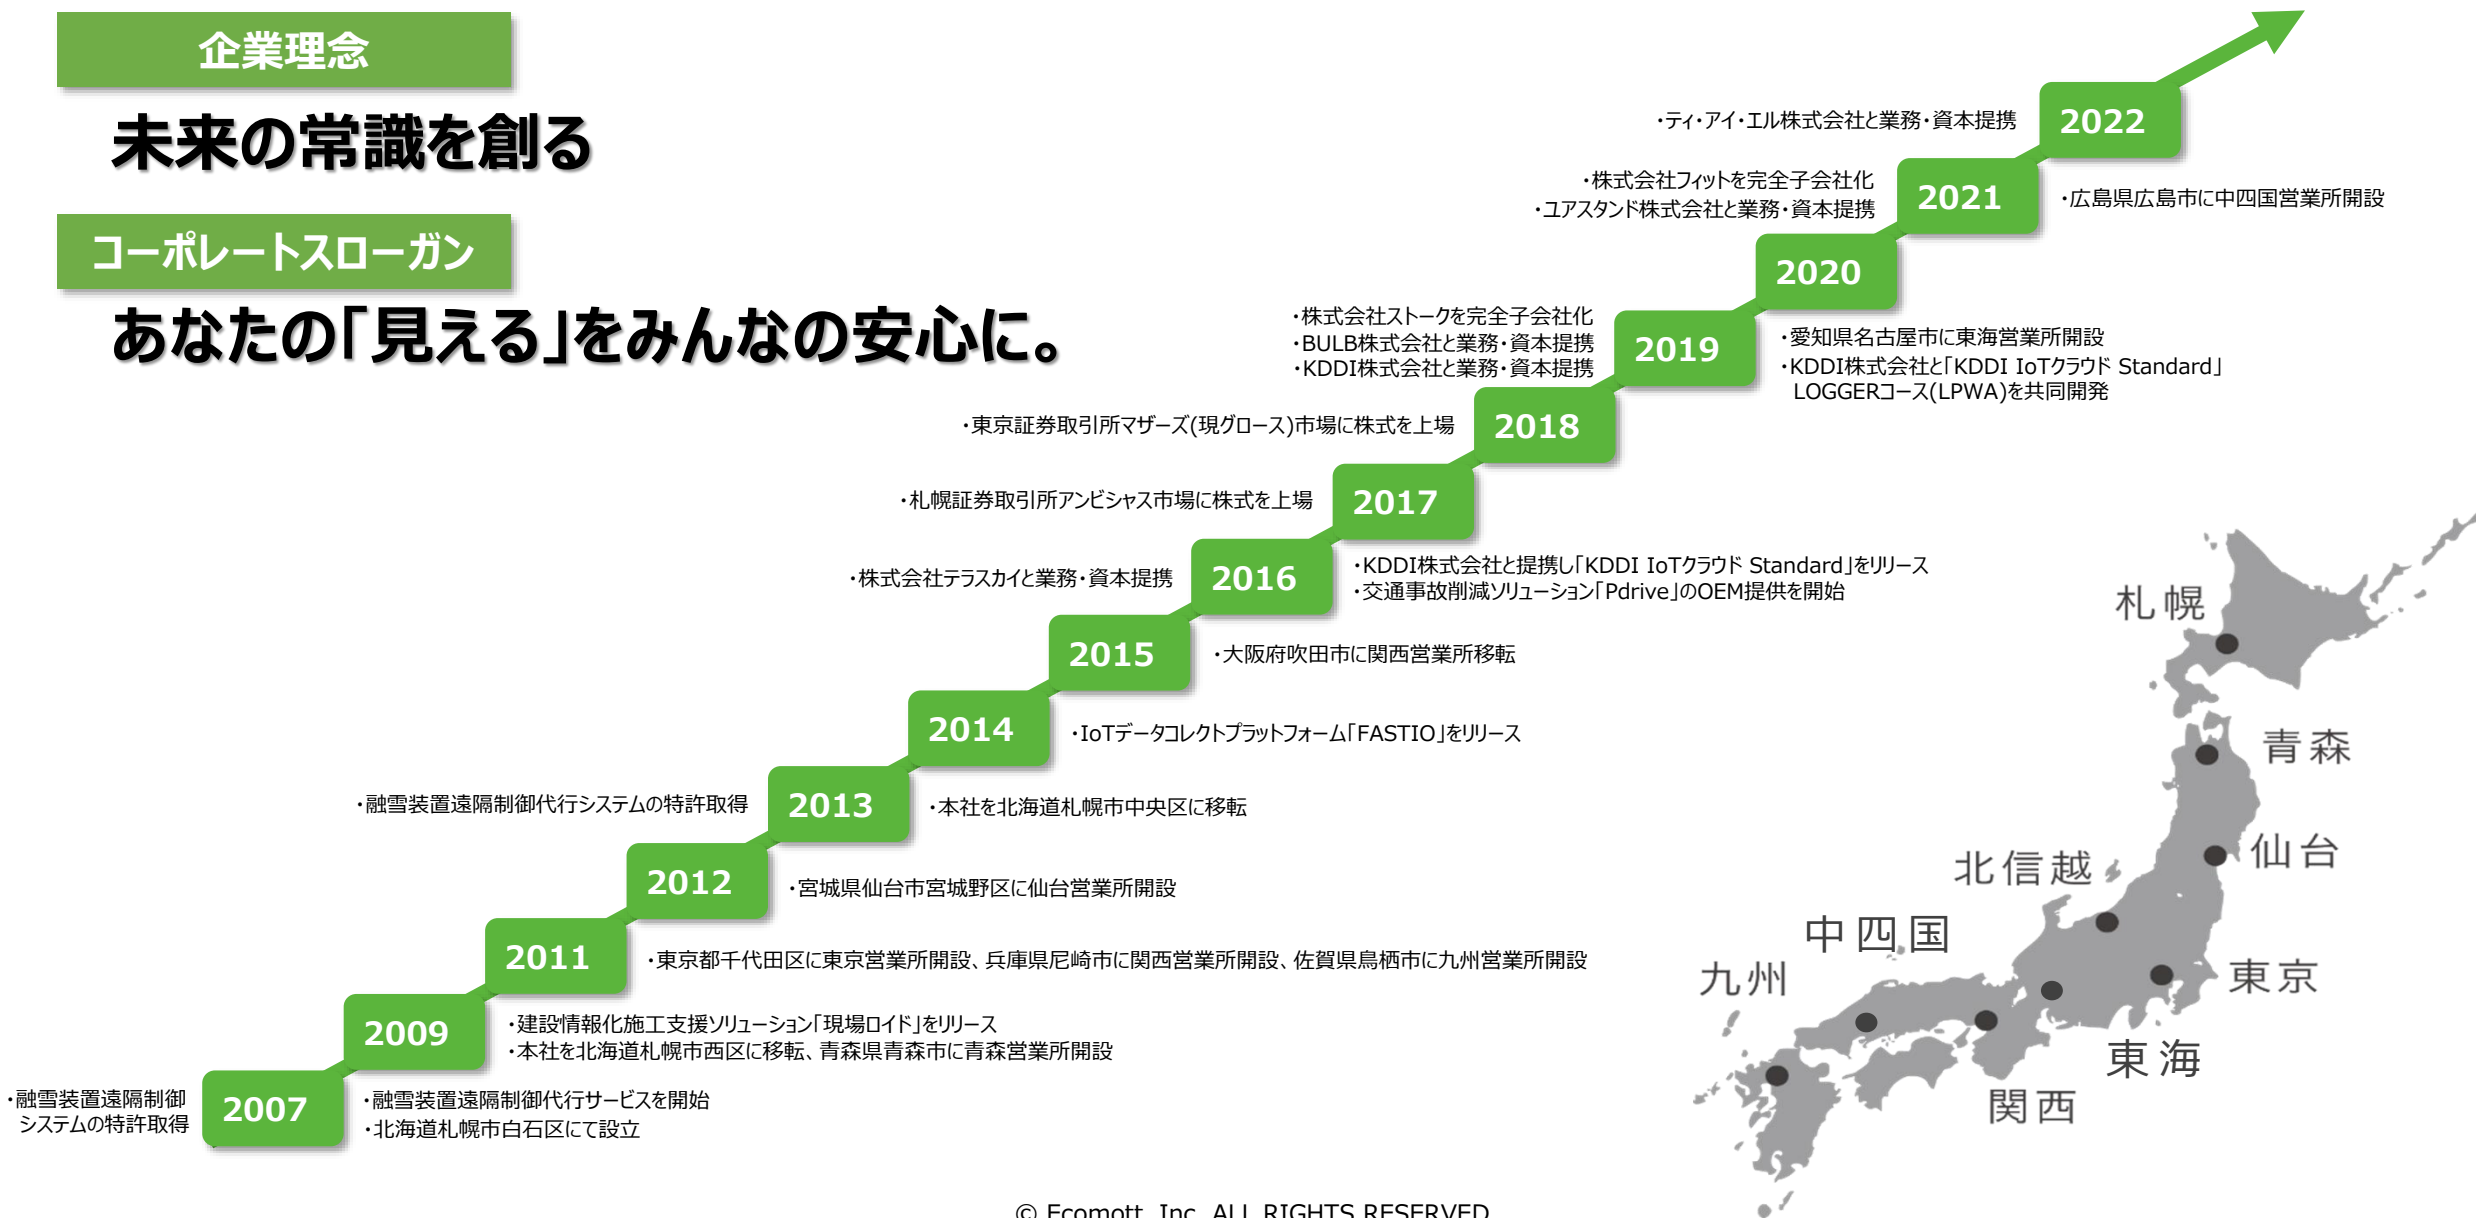 企業理念
未来の常識を創る
コーポレートスローガン
あなたの「見える」をみんなの安心に。
・ティ・アイ・エル株式会社と業務・資本提携
2022
・株式会社フィットを完全子会社化
・ユアスタンド株式会社と業務・資本提携
2021
・広島県広島市に中四国営業所開設
2020
・株式会社ストークを完全子会社化
・BULB株式会社と業務・資本提携
・KDDI株式会社と業務・資本提携
2019
・愛知県名古屋市に東海営業所開設
・KDDI株式会社と「KDDI IoTクラウド Standard」
LOGGERコース(LPWA)を共同開発
・東京証券取引所マザーズ(現グロース)市場に株式を上場
2018
・札幌証券取引所アンビシャス市場に株式を上場
2017
・株式会社テラスカイと業務・資本提携
2016
・KDDI株式会社と提携し「KDDI IoTクラウド Standard」をリリース
・交通事故削減ソリューション「Pdrive」のOEM提供を開始
2015
・大阪府吹田市に関西営業所移転
2014
・IoTデータコレクトプラットフォーム「FASTIO」をリリース
・融雪装置遠隔制御代行システムの特許取得
2013
・本社を北海道札幌市中央区に移転
2012
・宮城県仙台市宮城野区に仙台営業所開設
2011
・東京都千代田区に東京営業所開設、兵庫県尼崎市に関西営業所開設、佐賀県鳥栖市に九州営業所開設
2009
・建設情報化施工支援ソリューション「現場ロイド」をリリース
・本社を北海道札幌市西区に移転、青森県青森市に青森営業所開設
・融雪装置遠隔制御
システムの特許取得
2007
・融雪装置遠隔制御代行サービスを開始
・北海道札幌市白石区にて設立
札幌
青森
仙台
北信越
中四国
九州
東京
東海
関西
© Ecomott, Inc. ALL RIGHTS RESERVED